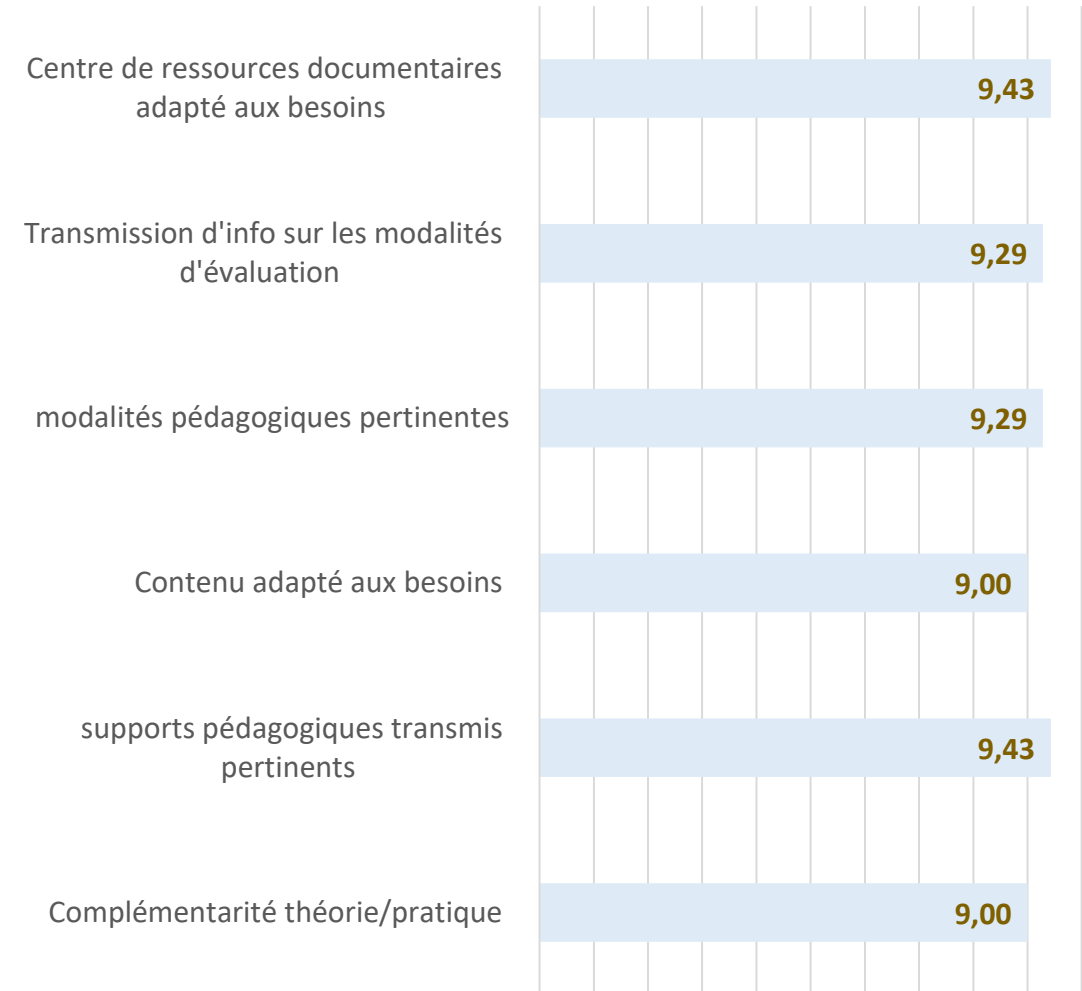 Centre de ressources documentaires
adapté aux besoins
9,43
Transmission d'info sur les modalités
d'évaluation
9,29
modalités pédagogiques pertinentes
9,29
Contenu adapté aux besoins
9,00
supports pédagogiques transmis
pertinents
9,43
Complémentarité théorie/pratique
9,00